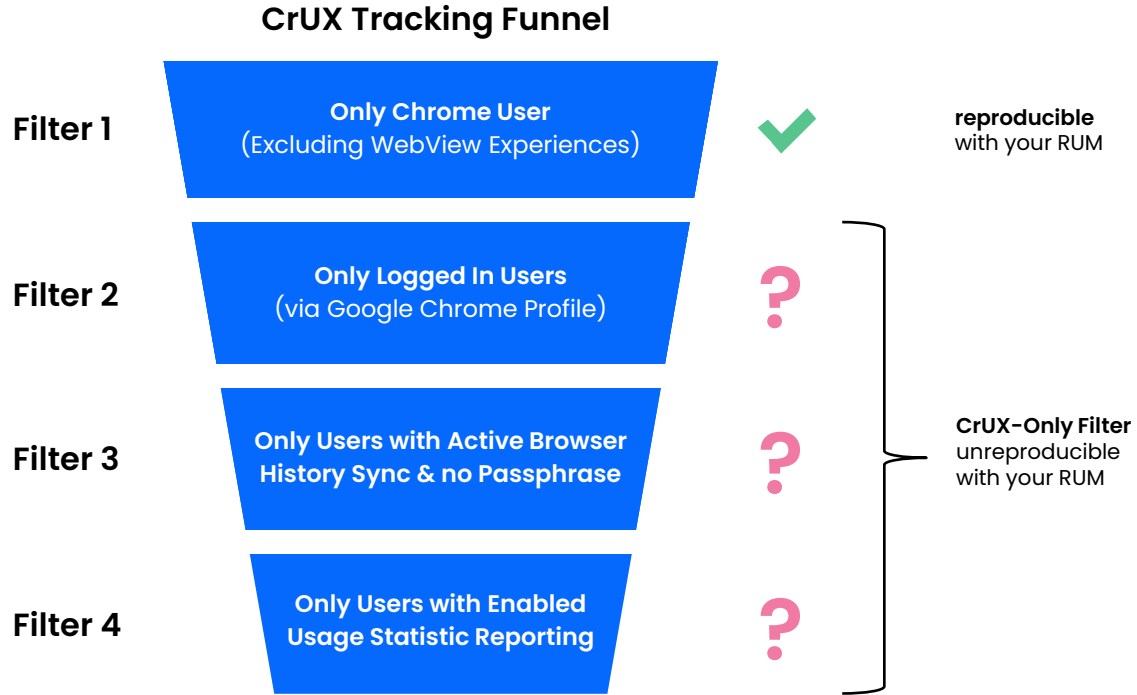 CrUX Tracking Funnel
Filter 1
Only Chrome User
(Excluding WebView Experiences)
reproducible
with your RUM
Filter 2
Only Logged In Users
(via Google Chrome Profile)
?
Filter 3
Only Users with Active Browser
History Sync & no Passphrase
?
CrUX-Only Filter
unreproducible
with your RUM
Filter 4
Only Users with Enabled
Usage Statistic Reporting
?